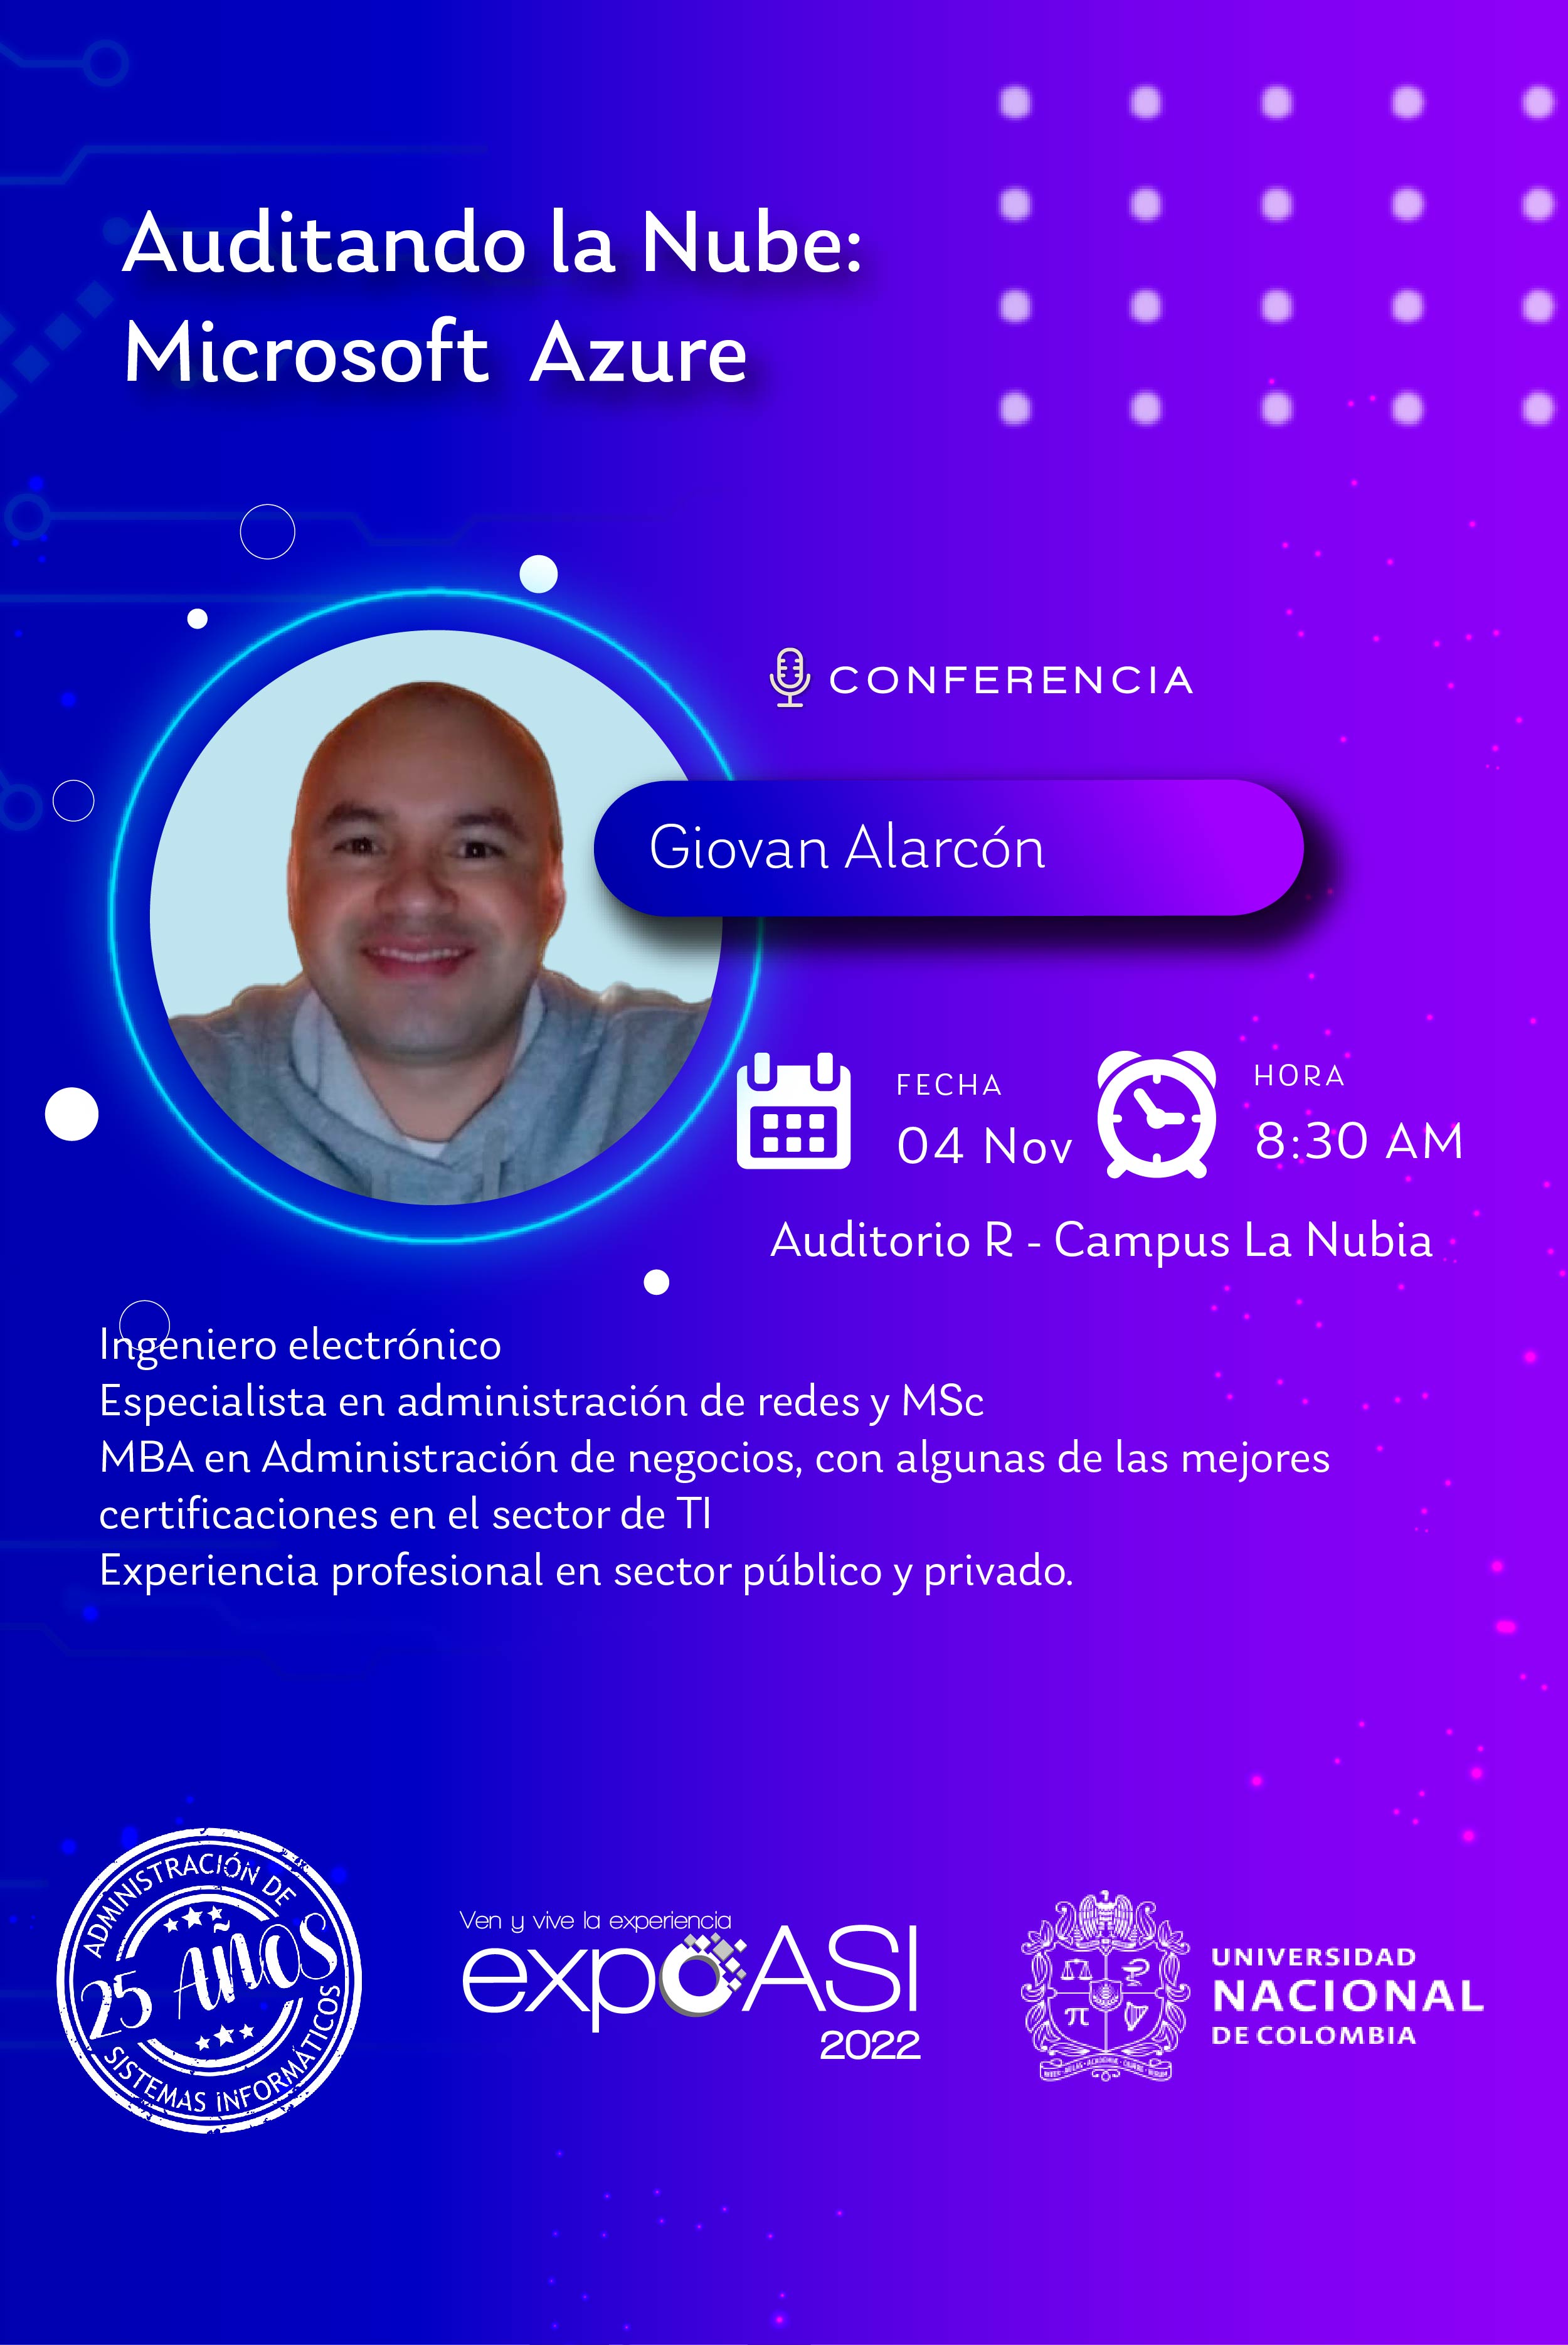 Auditando la Nube:
Microsoft Azure
CONFERENCIA
Giovan Alarcón
FECHA
04 Nov
HORA
8:30 AM
Auditorio R - Campus La Nubia
Ingeniero electrónico
Especialista en administración de redes y MSc
MBA en Administración de negocios, con algunas de las mejores
certificaciones en el sector de TI
Experiencia profesional en sector público y privado.
ADMINISTRACIÓN DE
25 AÑOS
SISTEMAS INFORMÁTICOS
Ven y vive la experiencia
expoASI
2022
π
UNIVERSIDAD
NACIONAL
DE COLOMBIA